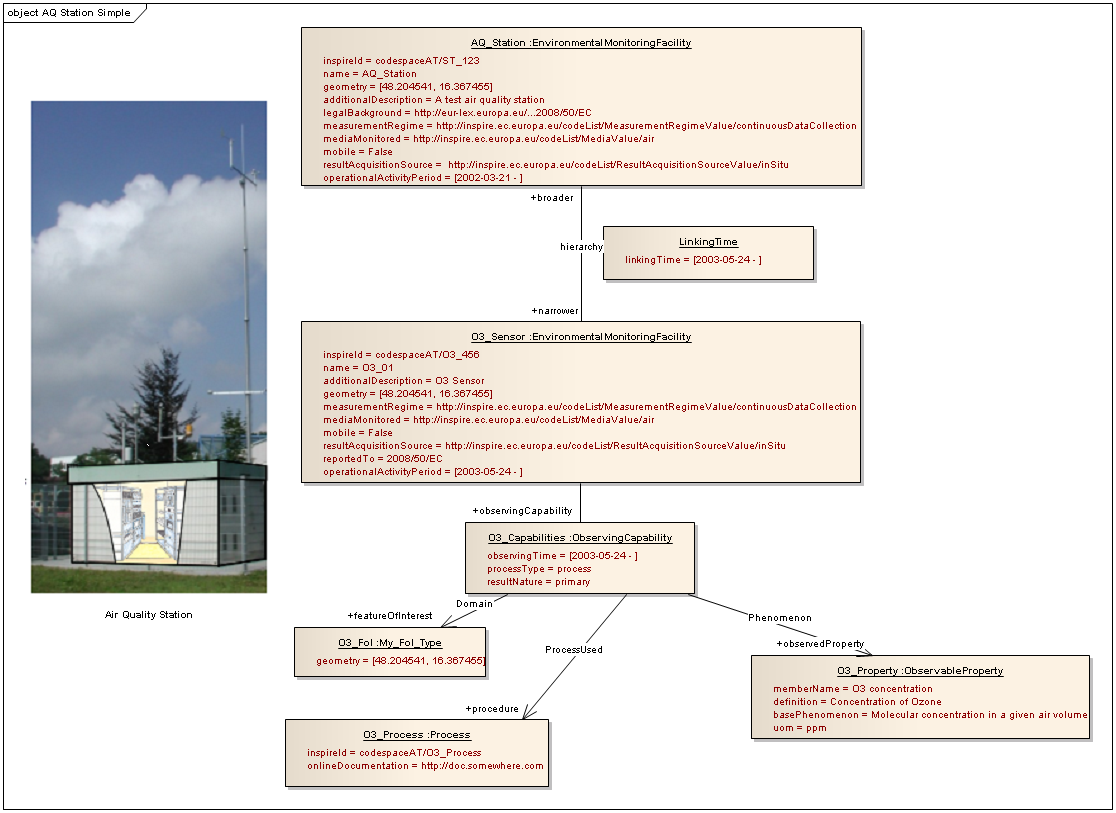 object AQ Station Simple
AQ_Station :EnvironmentalMonitoringFacility
inspireId = codespaceAT/ST_123
name = AQ_Station
geometry = [48.204541, 16.367455]
additionalDescription = A test air quality station
legalBackground = http://eur-lex.europa.eu/...2008/50/EC
measurementRegime = http://inspire.ec.europa.eu/codeList/MeasurementRegimeValue/continuousDataCollection
mediaMonitored = http://inspire.ec.europa.eu/codeList/MediaValue/air
mobile = False
resultAcquisitionSource = http://inspire.ec.europa.eu/codeList/ResultAcquisitionSourceValue/inSitu
operationalActivityPeriod = [2002-03-21 - ]
+broader
hierarchy
LinkingTime
linkingTime = [2003-05-24 - ]
+narrower
O3_Sensor :EnvironmentalMonitoringFacility
inspireId = codespaceAT/O3_456
name = O3_01
additionalDescription = O3 Sensor
geometry = [48.204541, 16.367455]
measurementRegime = http://inspire.ec.europa.eu/codeList/MeasurementRegimeValue/continuousDataCollection
mediaMonitored = http://inspire.ec.europa.eu/codeList/MediaValue/air
mobile = False
resultAcquisitionSource = http://inspire.ec.europa.eu/codeList/ResultAcquisitionSourceValue/inSitu
reportedTo = 2008/50/EC
operationalActivityPeriod = [2003-05-24 - ]
+observingCapability
O3_Capabilities :ObservingCapability
observingTime = [2003-05-24 - ]
processType = process
resultNature = primary
Air Quality Station
Domain
+featureOfInterest
O3_FoI :My_FoI_Type
geometry = [48.204541, 16.367455]
ProcessUsed
+procedure
O3_Process :Process
inspireId = codespaceAT/O3_Process
onlineDocumentation = http://doc.somewhere.com
Phenomenon
+observedProperty
O3_Property :ObservableProperty
memberName = O3 concentration
definition = Concentration of Ozone
basePhenomenon = Molecular concentration in a given air volume
uom = ppm